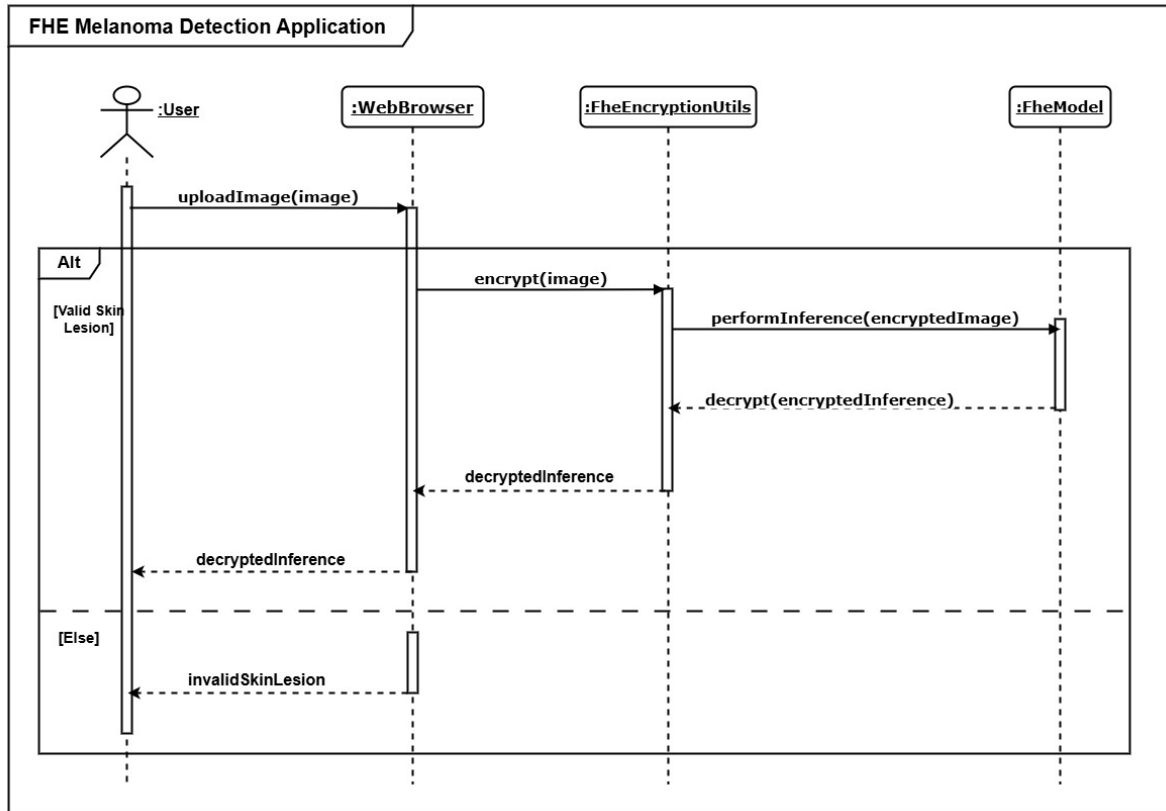 FHE Melanoma Detection Application
:User
:WebBrowser
:FheEncryptionUtils
:FheModel
uploadImage(image)
Alt
[Valid Skin
Lesion]
encrypt(image)
performInference(encryptedImage)
decrypt(encryptedInference)
decryptedInference
decryptedInference
[Else]
invalidSkinLesion